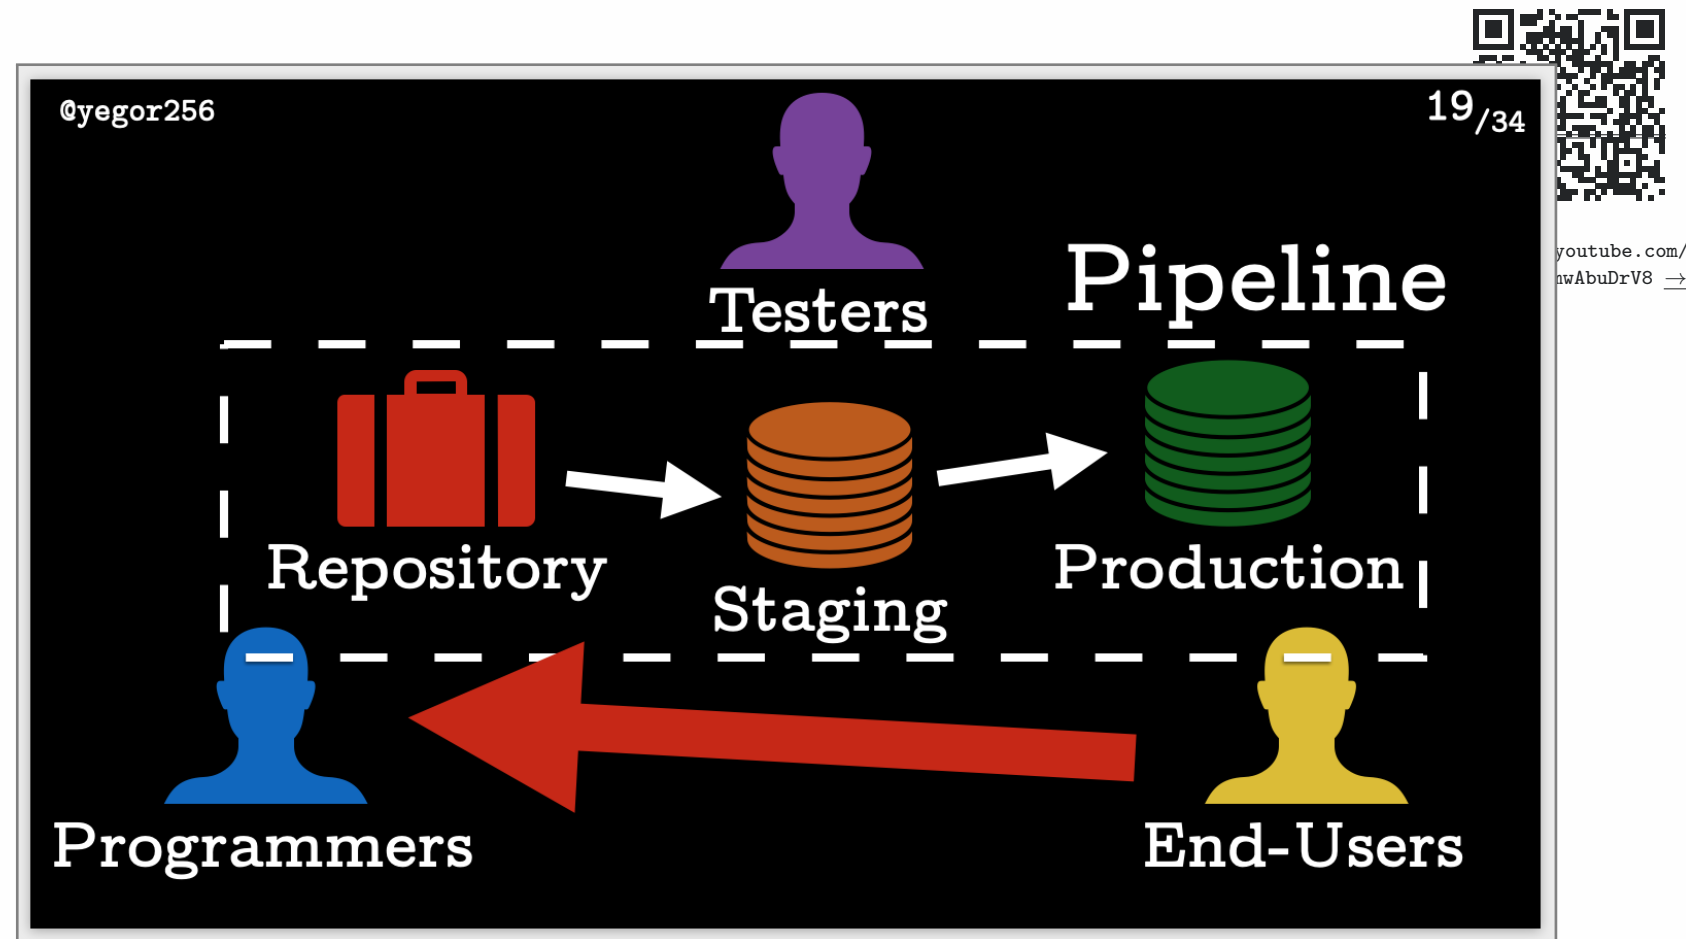 @yegor256
19/34
Testers
Pipeline
youtube.com/
wAbuDrV8 →
Repository
Staging
Production
Programmers
End-Users